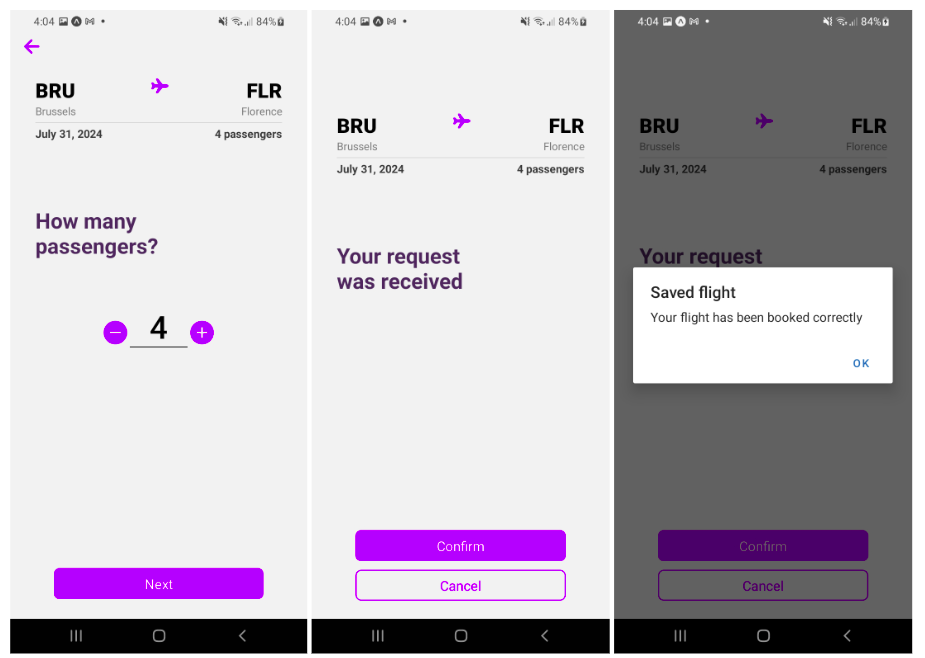 4:04 84%
BRU FLR
Brussels Florence
July 31, 2024 4 passengers
How many
passengers?
4
Next
4:04 84%
BRU FLR
Brussels Florence
July 31, 2024 4 passengers
Your request
was received
Confirm
Cancel
4:04 84%
BRU FLR
Brussels Florence
July 31, 2024 4 passengers
Your request
Saved flight
Your flight has been booked correctly
OK
Confirm
Cancel